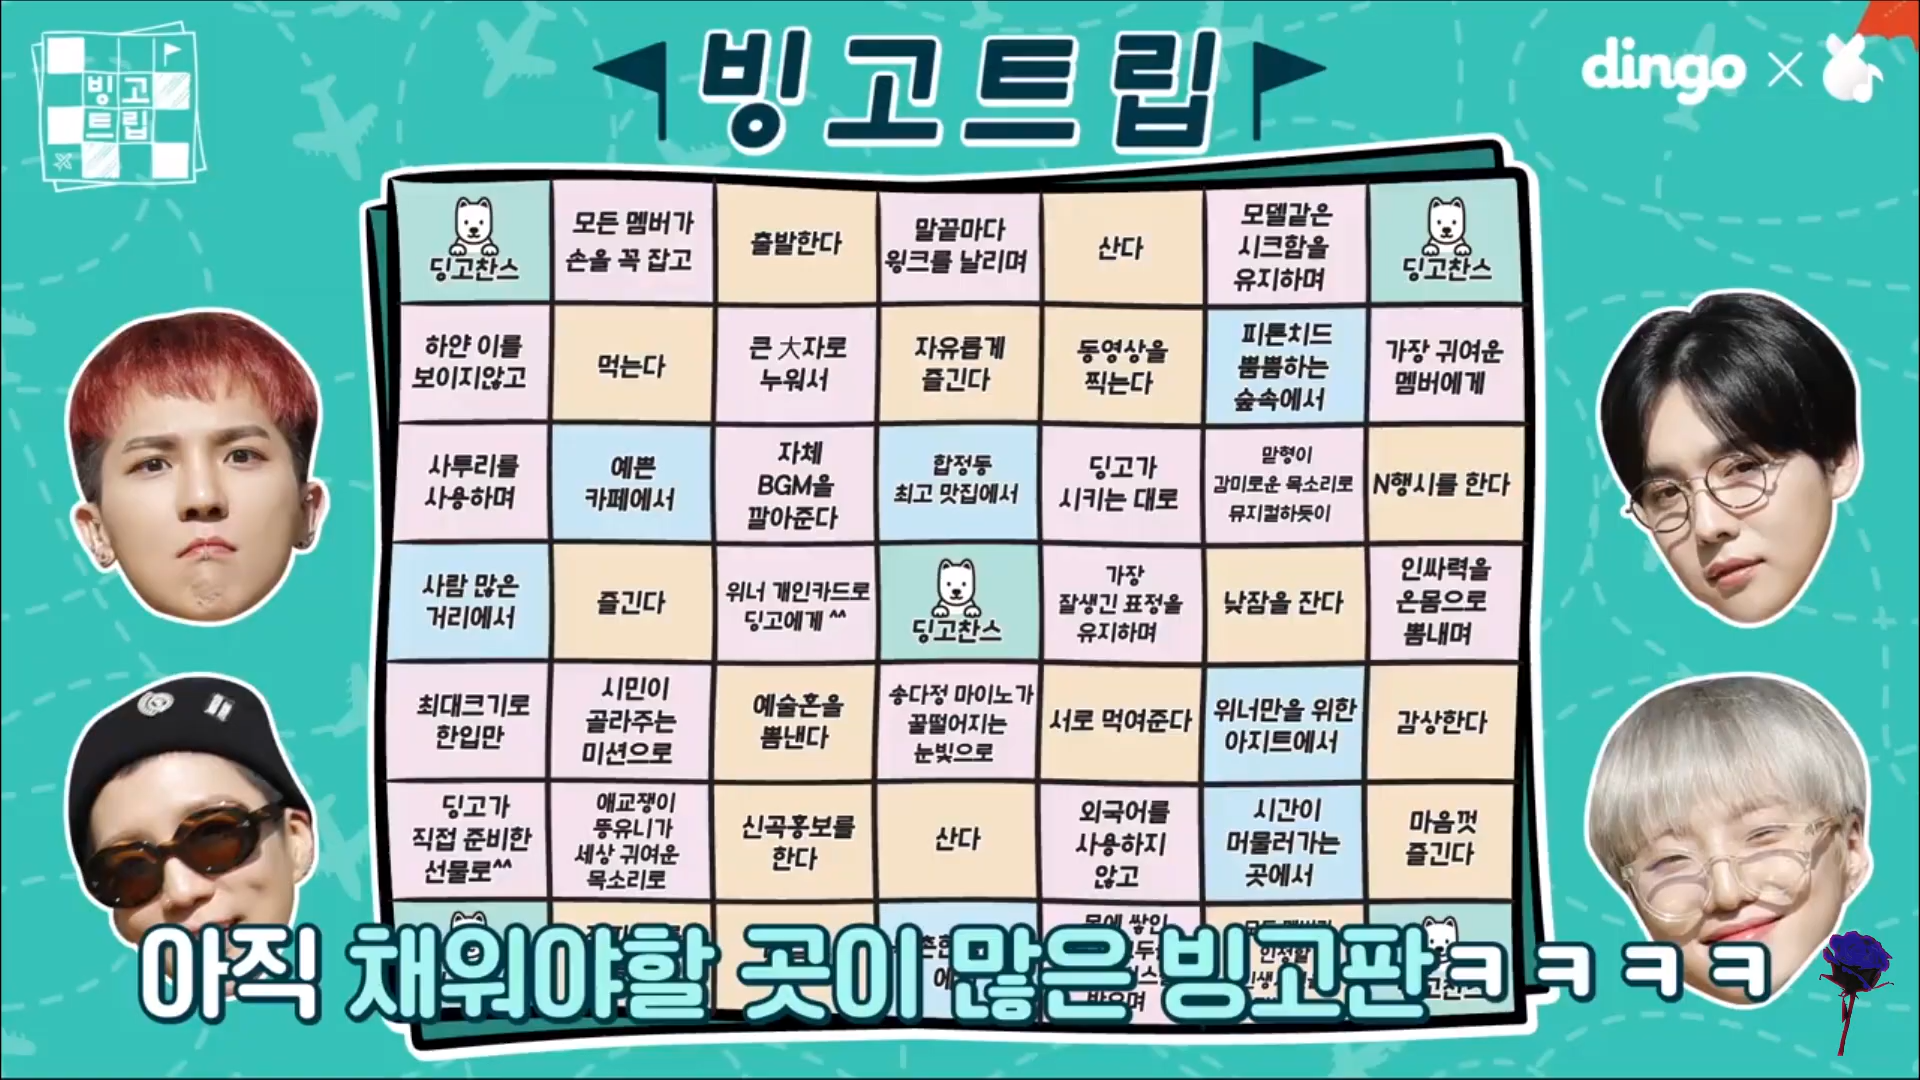 빙고트립
dingo
빙고
트립
딩고찬스
모든 멤버가
손을 꼭 잡고
출발한다
말끝마다
윙크를 날리며
산다
모델같은
시크함을
유지하며
딩고찬스
하얀 이를
보이지않고
먹는다
큰 大자로
누워서
자유롭게
즐긴다
동영상을
찍는다
피톤치드
뿜뿜하는
숲속에서
가장 귀여운
멤버에게
사투리를
사용하며
예쁜
카페에서
자체
BGM을
깔아준다
합정동
최고 맛집에서
딩고가
시키는 대로
맏형이
감미로운 목소리로
뮤지컬하듯이
N행시를 한다
사람 많은
거리에서
즐긴다
위너 개인카드로
딩고에게 ^^
딩고찬스
가장
잘생긴 표정을
유지하며
낮잠을 잔다
인싸력을
온몸으로
뽐내며
최대크기로
한입만
시민이
골라주는
미션으로
예술혼을
뽐낸다
송다정 마이노가
꿀떨어지는
눈빛으로
서로 먹여준다
위너만을 위한
아지트에서
감상한다
딩고가
직접 준비한
선물로^^
애교쟁이
뚱유니가
세상 귀여운
목소리로
신곡홍보를
한다
산다
외국어를
사용하지
않고
시간이
머물러가는
곳에서
마음껏
즐긴다
아직 채워야할 곳이 많은 빙고판ㅋㅋㅋㅋ